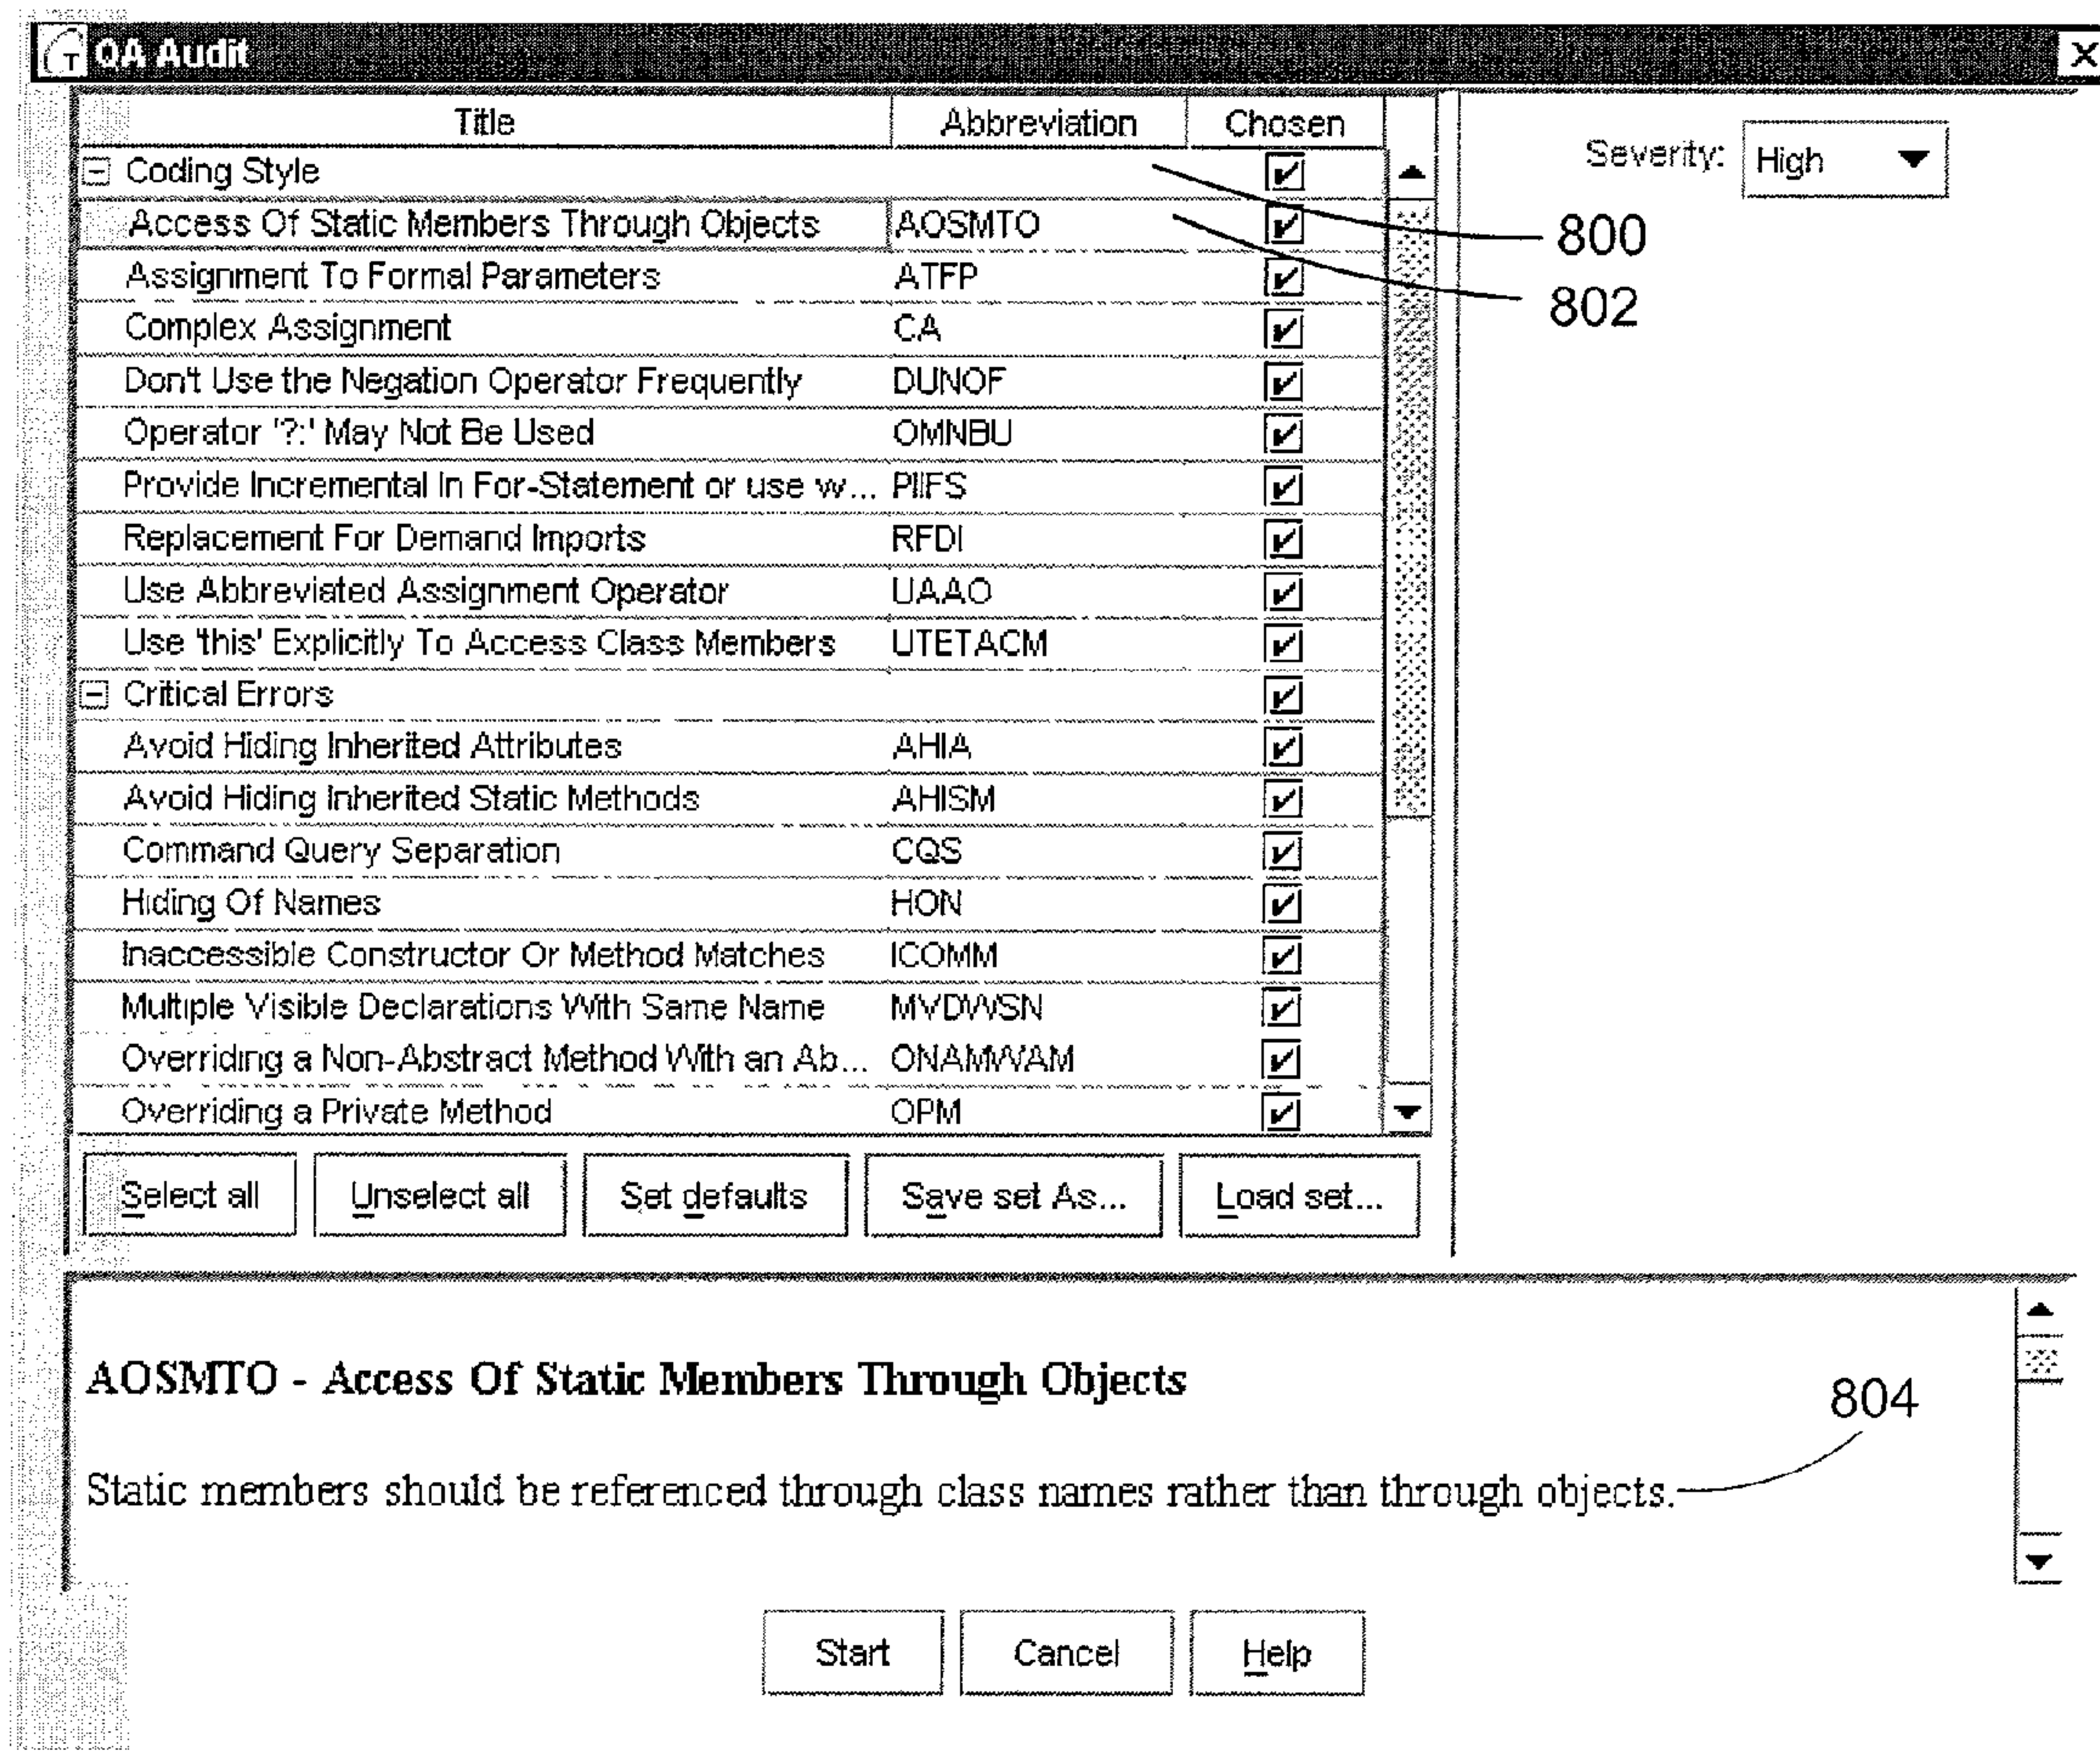 QA Audit
Title Abbreviation Chosen
Coding Style
Access Of Static Members Through Objects AOSMTO
800
Assignment To Formal Parameters ATFP
802
Complex Assignment CA
Don't Use the Negation Operator Frequently DUNOF
Operator '?:' May Not Be Used OMNBU
Provide Incremental In For-Statement or use w... PIIFS
Replacement For Demand Imports RFDI
Use Abbreviated Assignment Operator UAAO
Use 'this' Explicitly To Access Class Members UTETACM
Critical Errors
Avoid Hiding Inherited Attributes AHIA
Avoid Hiding Inherited Static Methods AHISM
Command Query Separation CQS
Hiding Of Names HON
Inaccessible Constructor Or Method Matches ICOMM
Multiple Visible Declarations With Same Name MVDWSN
Overriding a Non-Abstract Method With an Ab... ONAMWAM
Overriding a Private Method OPM
Severity: High
Select all Unselect all Set defaults Save set As... Load set...
AOSMTO - Access Of Static Members Through Objects
804
Static members should be referenced through class names rather than through objects.
Start Cancel Help